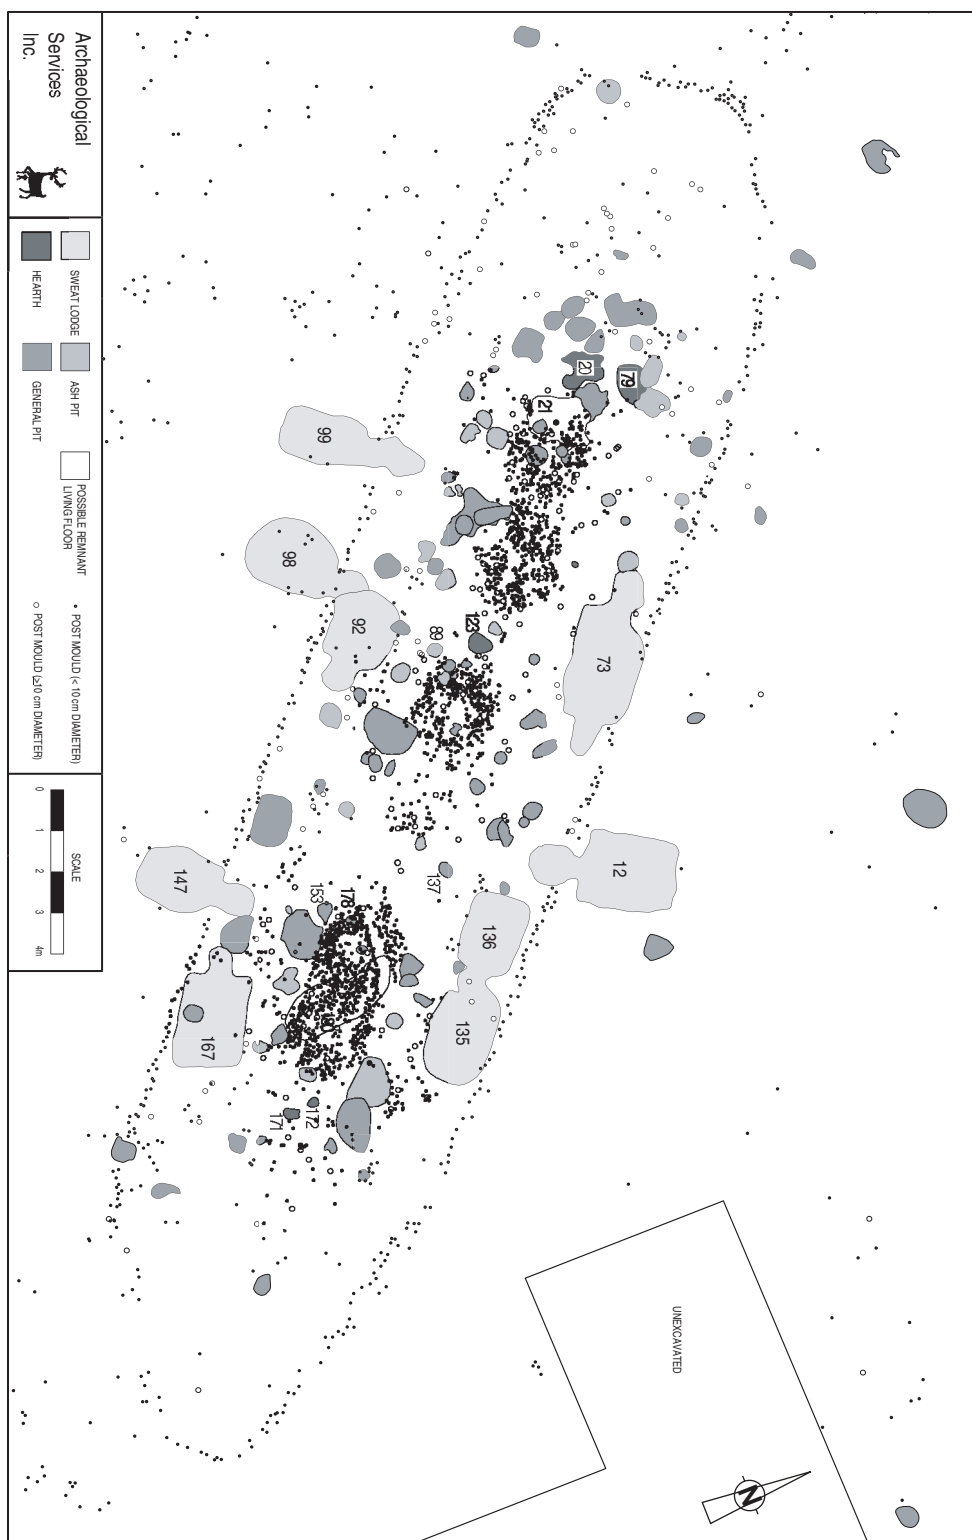 Archaeological
Services
Inc.
SWEAT LODGE
HEARTH
ASH PIT
GENERAL PIT
POSSIBLE REMNANT
LIVING FLOOR
POST MOULD (< 10 cm DIAMETER)
POST MOULD (≥10 cm DIAMETER)
SCALE
0 1 2 3 4m
20
79
21
99
98
92
123
89
73
147
137
12
153
178
136
135
167
172
171
UNEXCAVATED
N